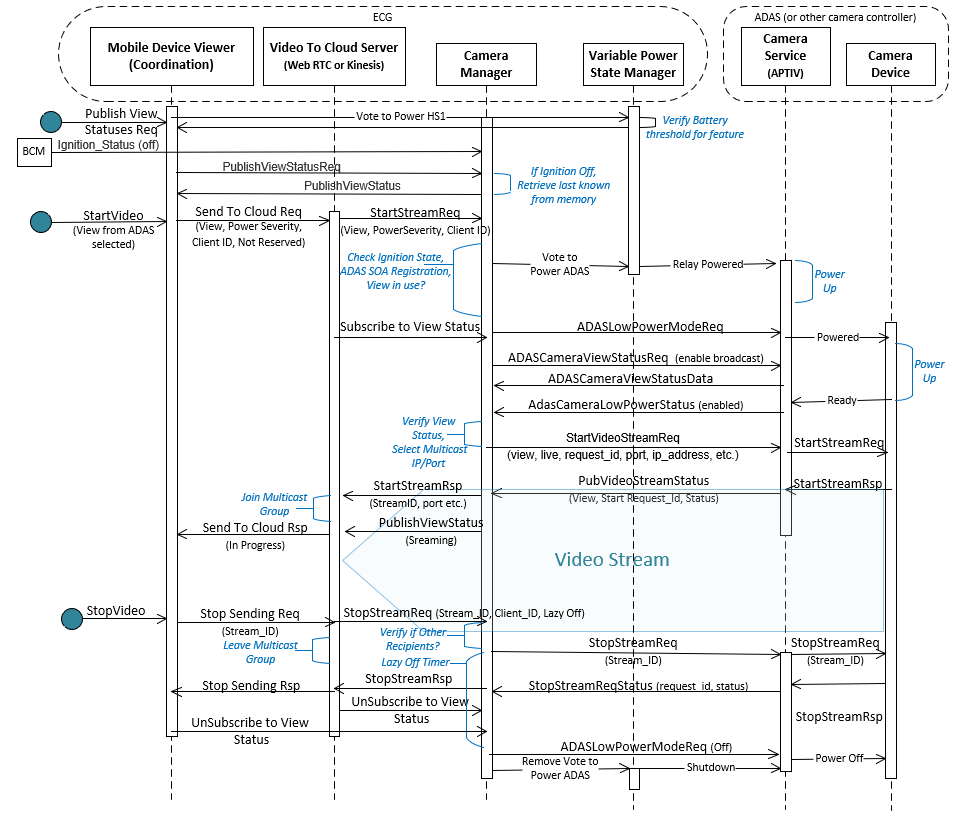 ECG
ADAS (or other camera controller)
Mobile Device Viewer
(Coordination)
Video To Cloud Server
(Web RTC or Kinesis)
Camera
Manager
Variable Power
State Manager
Camera
Service
(APTIV)
Camera
Device
Publish View
Statuses Req
Vote to Power HS1
Verify Battery
threshold for feature
Ignition_Status (off)
BCM
PublishViewStatusReq
If Ignition Off,
Retrieve last known
from memory
PublishViewStatus
StartVideo
(View from ADAS
selected)
Send To Cloud Req
(View, Power Severity,
Client ID, Not Reserved)
StartStreamReq
(View, PowerSeverity, Client ID)
Check Ignition State,
ADAS SOA Registration,
View in use?
Vote to
Power ADAS
Relay Powered
Power
Up
Subscribe to View Status
ADASLowPowerModeReq
Powered
ADASCameraViewStatusReq (enable broadcast)
Power
Up
ADASCameraViewStatusData
Ready
AdasCameraLowPowerStatus (enabled)
Verify View
Status,
Select Multicast
IP/Port
StartVideoStreamReq
(view, live, request_id, port, ip_address, etc.)
StartStreamReq
PubVideoStreamStatus
(View, Start Request_Id, Status)
StartStreamRsp
StartStreamRsp
(StreamID, port etc.)
Join Multicast
Group
PublishViewStatus
(Sreaming)
Send To Cloud Rsp
(In Progress)
Video Stream
StopVideo
Stop Sending Req
(Stream_ID)
StopStreamReq (Stream_ID, Client_ID, Lazy Off)
Verify if Other
Recipients?
Leave Multicast
Group
StopStreamReq
(Stream_ID)
StopStreamReq
(Stream_ID)
Lazy Off Timer
StopStreamRsp
Stop Sending Rsp
StopStreamReqStatus (request_id, status)
UnSubscribe to View
Status
StopStreamRsp
UnSubscribe to View
Status
ADASLowPowerModeReq (Off)
Remove Vote to
Power ADAS
Shutdown
Power Off